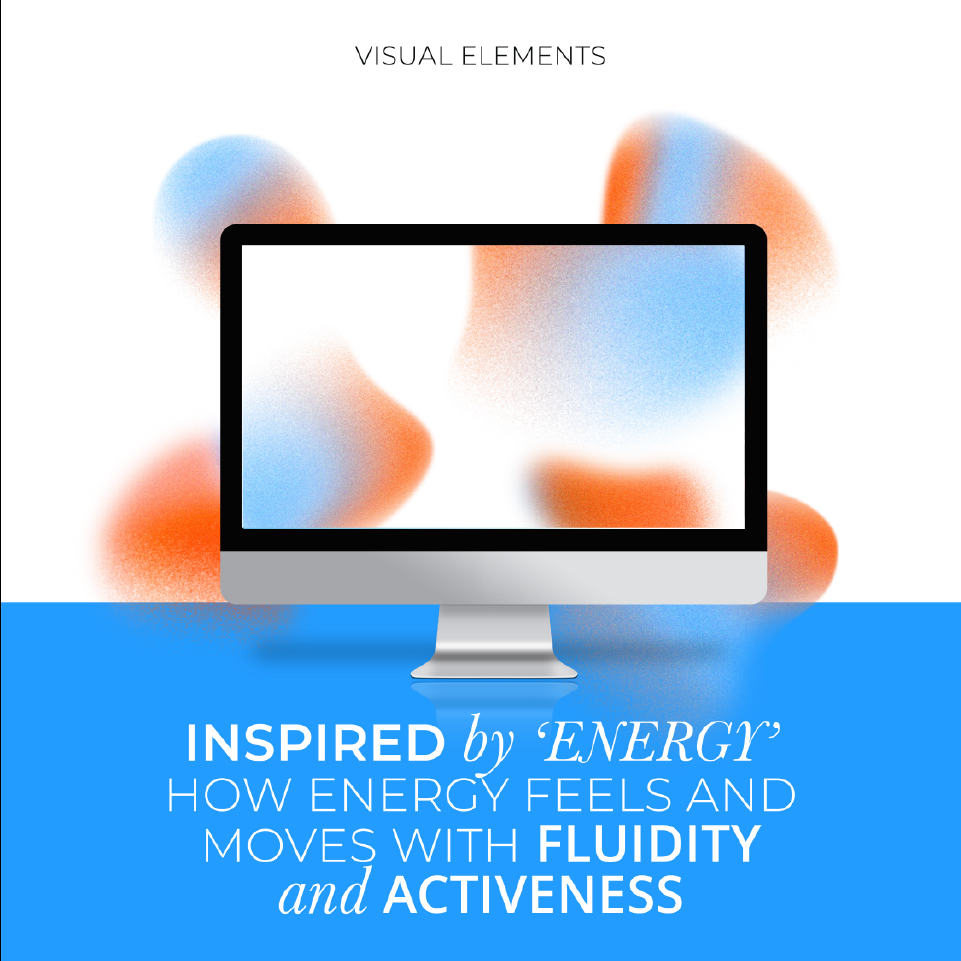 VISUAL ELEMENTS
INSPIRED by ‘ENERGY’
HOW ENERGY FEELS AND
MOVES WITH FLUIDITY
and ACTIVENESS